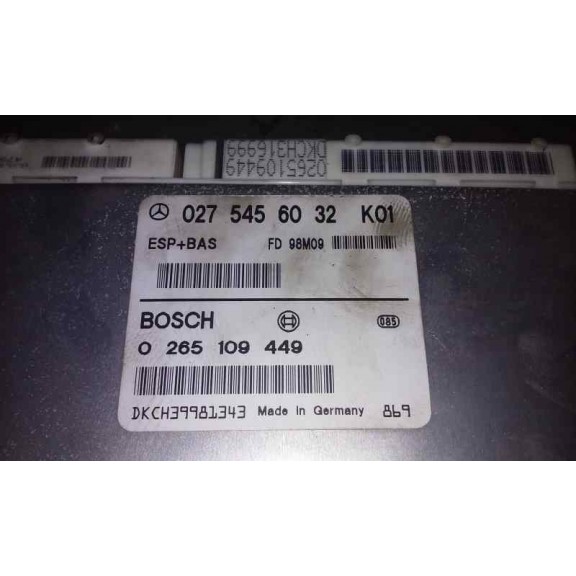 0265109449
DKCH316999
027 545 60 32 K01
ESP+BAS FD 98M09
BOSCH 085
0 265 109 449
DKCH39981343 Made In Germany 869